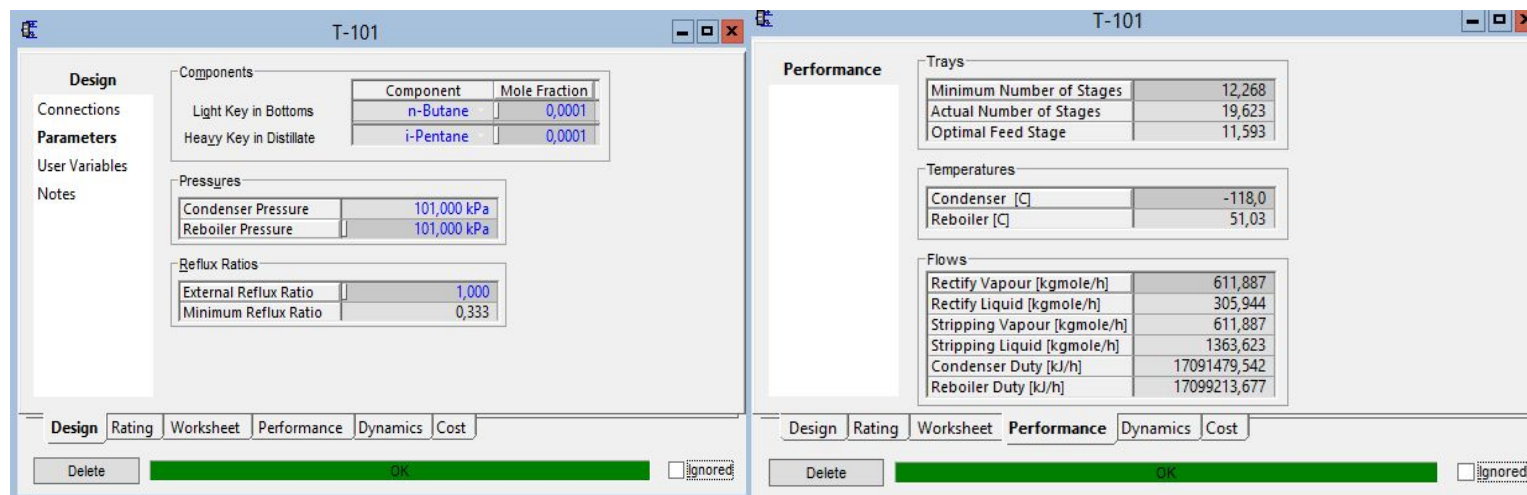 T-101
Design
Connections
Parameters
User Variables
Notes
Components
Component Mole Fraction
Light Key in Bottoms n-Butane 0,0001
Heavy Key in Distillate i-Pentane 0,0001
Pressures
Condenser Pressure 101,000 kPa
Reboiler Pressure 101,000 kPa
Reflux Ratios
External Reflux Ratio 1,000
Minimum Reflux Ratio 0,333
Design Rating Worksheet Performance Dynamics Cost
Delete OK Ignored
T-101
Performance
Trays
Minimum Number of Stages 12,268
Actual Number of Stages 19,623
Optimal Feed Stage 11,593
Temperatures
Condenser [C] -118,0
Reboiler [C] 51,03
Flows
Rectify Vapour [kgmole/h] 611,887
Rectify Liquid [kgmole/h] 305,944
Stripping Vapour [kgmole/h] 611,887
Stripping Liquid [kgmole/h] 1363,623
Condenser Duty [kJ/h] 17091479,542
Reboiler Duty [kJ/h] 17099213,677
Design Rating Worksheet Performance Dynamics Cost
Delete OK Ignored